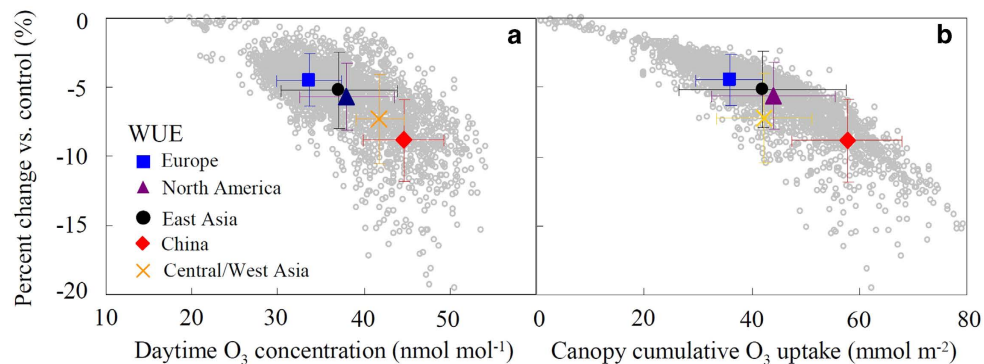 Percent change vs. control (%)
0
-5
-10
-15
-20
a
WUE
Europe
North America
East Asia
China
Central/West Asia
10 20 30 40 50
Daytime O₃ concentration (nmol mol⁻¹)
b
0 20 40 60 80
Canopy cumulative O₃ uptake (mmol m⁻²)